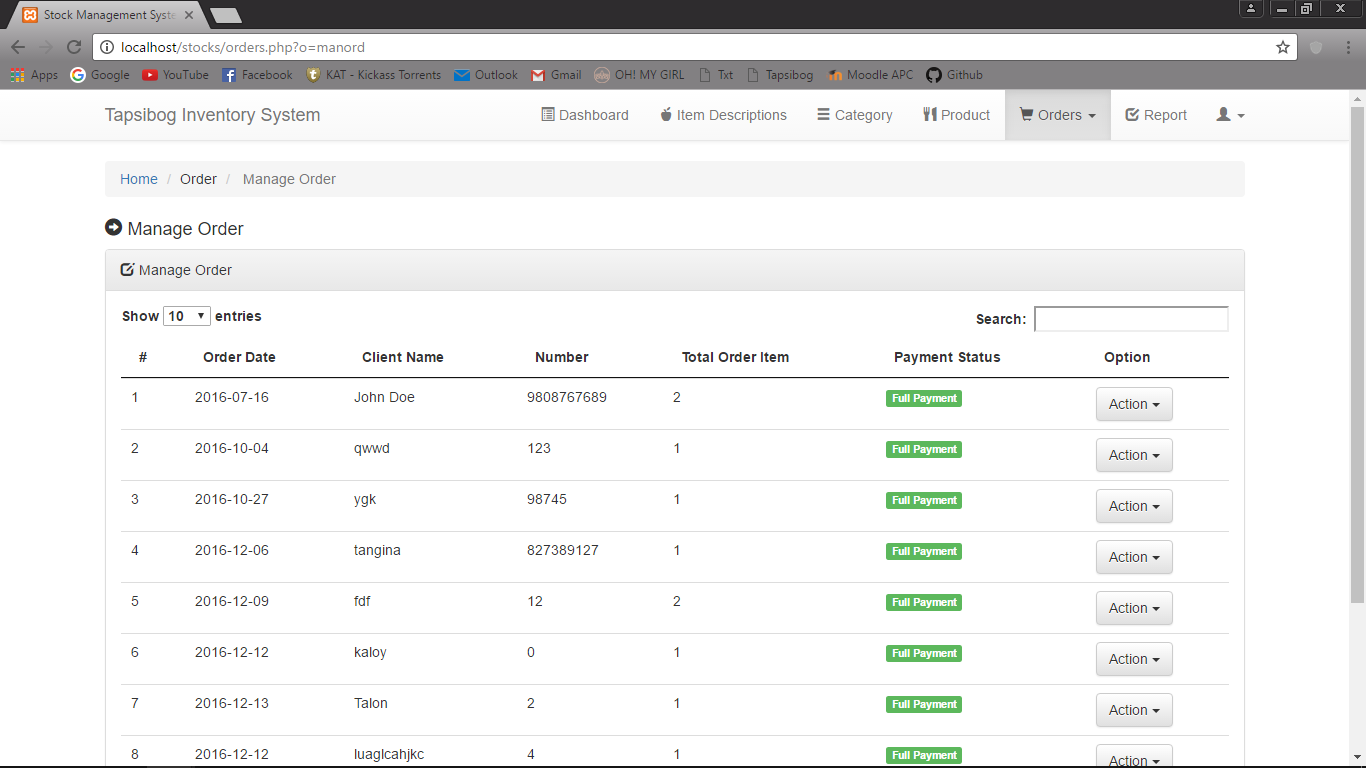 Stock Management Syste
localhost/stocks/orders.php?o=manord
Apps Google YouTube Facebook KAT - Kickass Torrents Outlook Gmail OH! MY GIRL Txt Tapsibog Moodle APC Github
Tapsibog Inventory System Dashboard Item Descriptions Category Product Orders Report
Home / Order / Manage Order
Manage Order
Manage Order
Show 10 entries Search:
# Order Date Client Name Number Total Order Item Payment Status Option
1 2016-07-16 John Doe 9808767689 2 Full Payment Action
2 2016-10-04 qwwd 123 1 Full Payment Action
3 2016-10-27 ygk 98745 1 Full Payment Action
4 2016-12-06 tangina 827389127 1 Full Payment Action
5 2016-12-09 fdf 12 2 Full Payment Action
6 2016-12-12 kaloy 0 1 Full Payment Action
7 2016-12-13 Talon 2 1 Full Payment Action
8 2016-12-12 luaglcahjkc 4 1 Full Payment Action